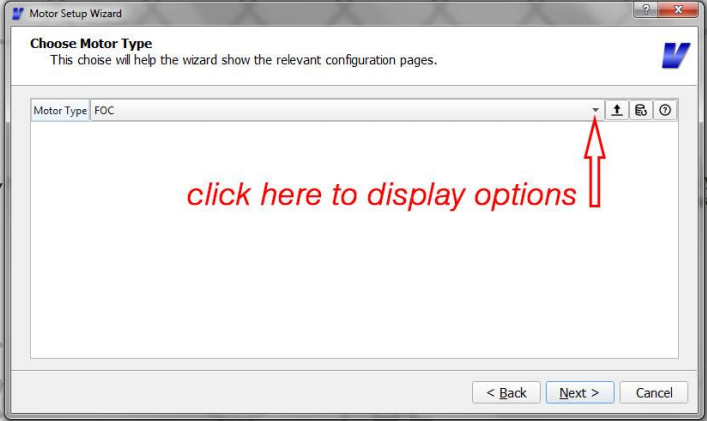 Motor Setup Wizard
Choose Motor Type
This choise will help the wizard show the relevant configuration pages.
Motor Type FOC
click here to display options
< Back Next > Cancel